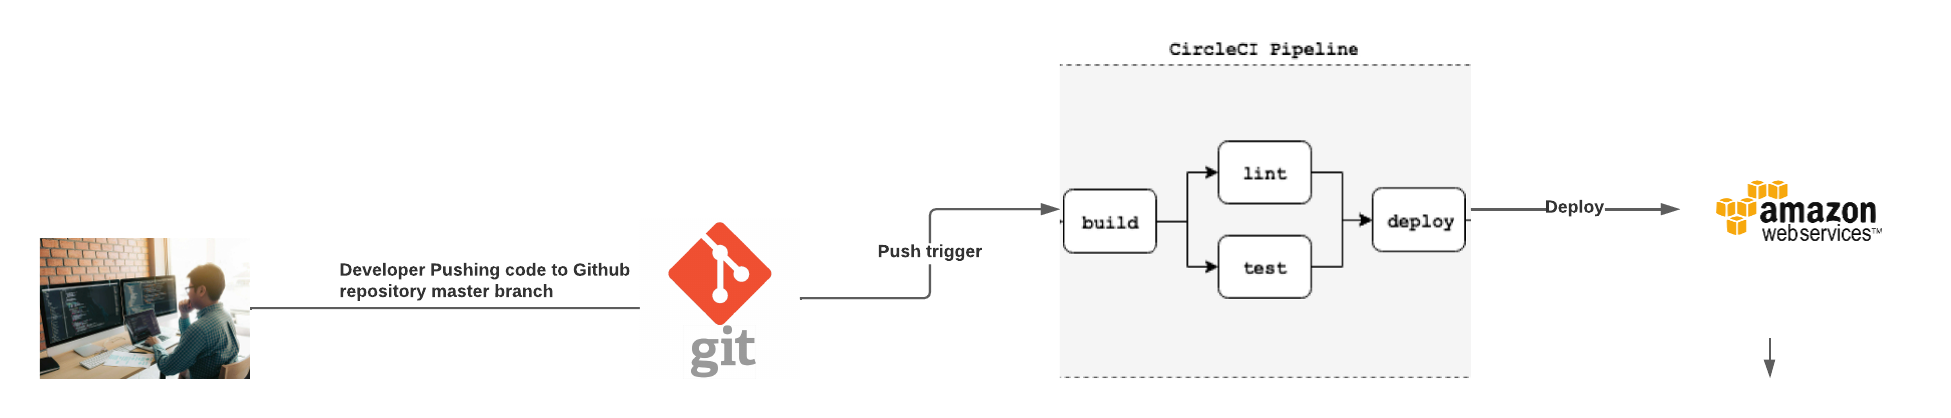 CircleCI Pipeline
Developer Pushing code to Github
repository master branch
git
Push trigger
build
lint
test
deploy
Deploy
amazon
webservices™